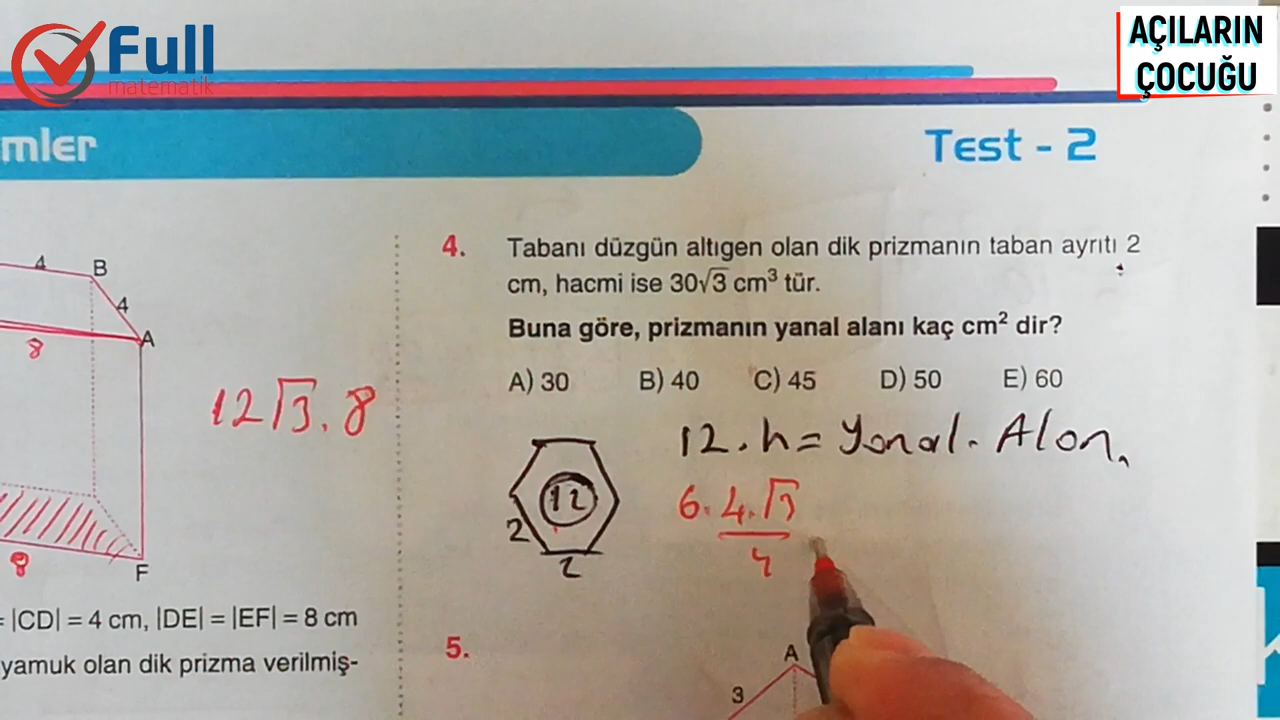 Full
matematik
AÇILARIN
ÇOCUĞU
mler
Test - 2
4
B
4
A
8
12√3.8
8
F
= |CD| = 4 cm, |DE| = |EF| = 8 cm
yamuk olan dik prizma verilmiş-
4. Tabanı düzgün altıgen olan dik prizmanın taban ayrıtı 2
cm, hacmi ise 30√3 cm³ tür.
Buna göre, prizmanın yanal alanı kaç cm² dir?
A) 30 B) 40 C) 45 D) 50 E) 60
12.h = Yanal. Alan.
12
2
2
6. 4.√3
4
5.
A
3